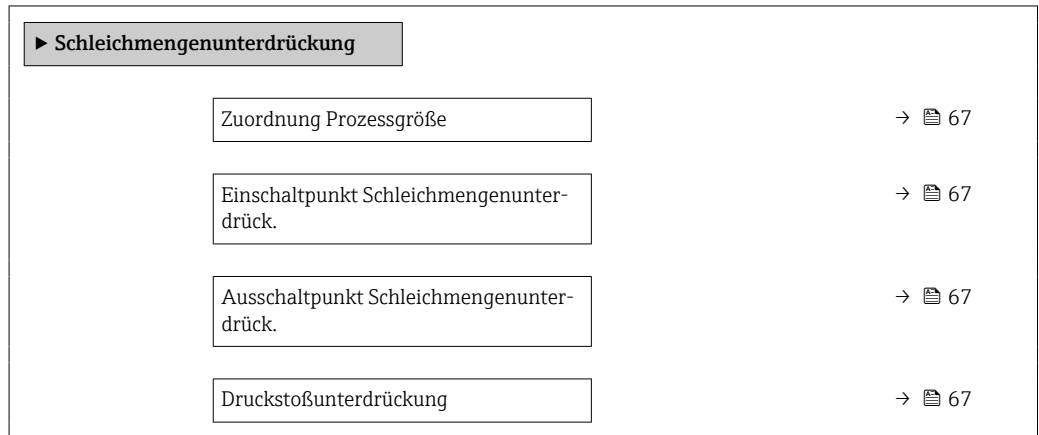 ► Schleichmengenunterdrückung
Zuordnung Prozessgröße → 67
Einschaltpunkt Schleichmengenunter-
drück. → 67
Ausschaltpunkt Schleichmengenunter-
drück. → 67
Druckstoßunterdrückung → 67